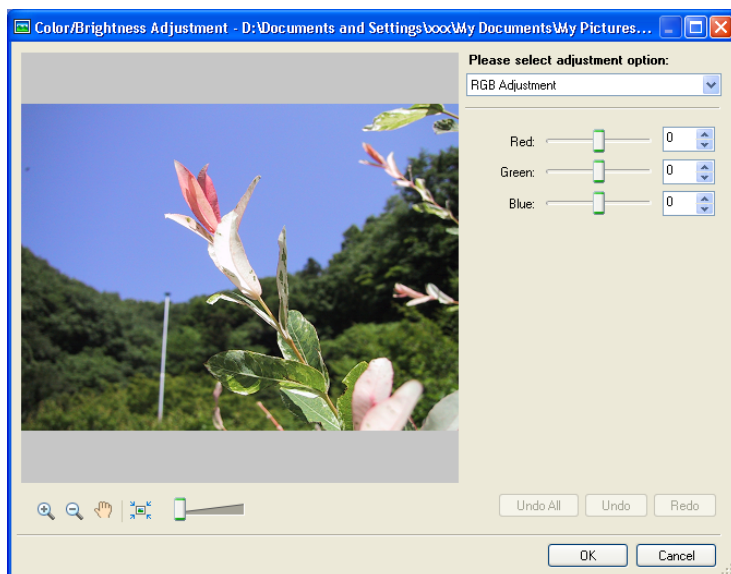 Color/Brightness Adjustment - D:\Documents and Settings\xxx\My Documents\My Pictures...
Please select adjustment option:
RGB Adjustment
Red: 0
Green: 0
Blue: 0
Undo All Undo Redo
OK Cancel